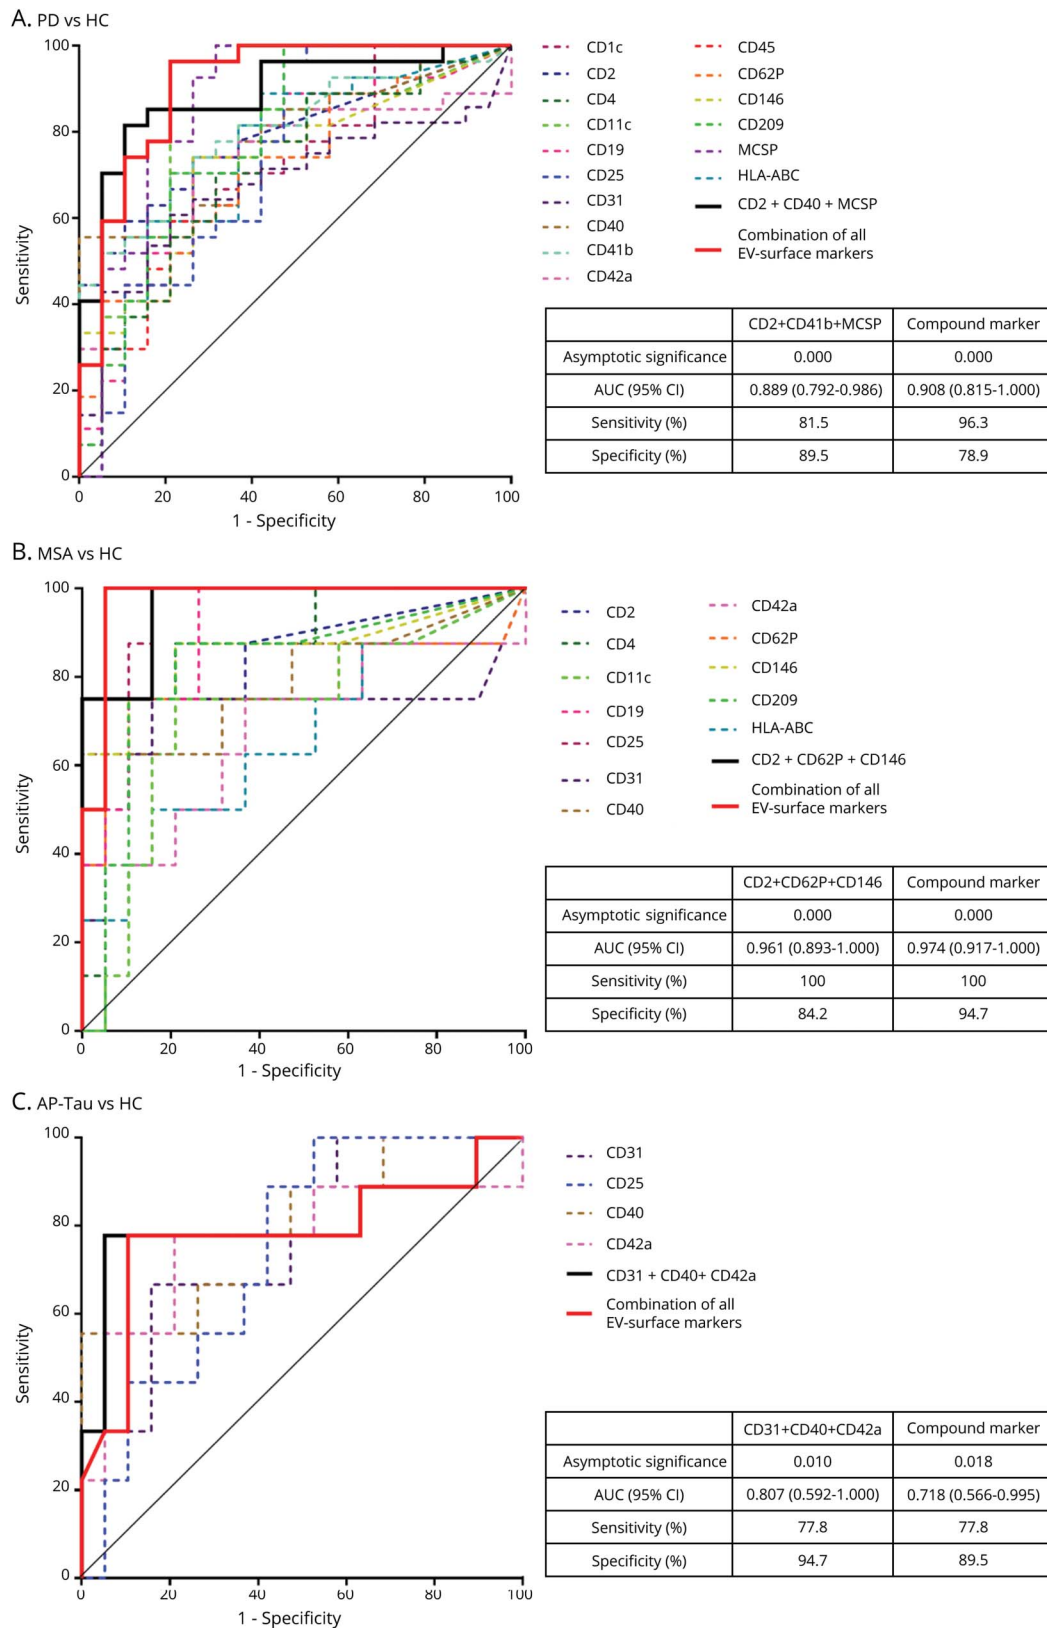 A. PD vs HC
100
80
60
40
20
0
Sensitivity
0 20 40 60 80 100
1 - Specificity
CD1c
CD2
CD4
CD11c
CD19
CD25
CD31
CD40
CD41b
CD42a
CD45
CD62P
CD146
CD209
MCSP
HLA-ABC
CD2 + CD40 + MCSP
Combination of all
EV-surface markers
CD2+CD41b+MCSP Compound marker
Asymptotic significance 0.000 0.000
AUC (95% CI) 0.889 (0.792-0.986) 0.908 (0.815-1.000)
Sensitivity (%) 81.5 96.3
Specificity (%) 89.5 78.9
B. MSA vs HC
100
80
60
40
20
0
Sensitivity
0 20 40 60 80 100
1 - Specificity
CD2
CD4
CD11c
CD19
CD25
CD31
CD40
CD42a
CD62P
CD146
CD209
HLA-ABC
CD2 + CD62P + CD146
Combination of all
EV-surface markers
CD2+CD62P+CD146 Compound marker
Asymptotic significance 0.000 0.000
AUC (95% CI) 0.961 (0.893-1.000) 0.974 (0.917-1.000)
Sensitivity (%) 100 100
Specificity (%) 84.2 94.7
C. AP-Tau vs HC
100
80
60
40
20
0
Sensitivity
0 20 40 60 80 100
1 - Specificity
CD31
CD25
CD40
CD42a
CD31 + CD40+ CD42a
Combination of all
EV-surface markers
CD31+CD40+CD42a Compound marker
Asymptotic significance 0.010 0.018
AUC (95% CI) 0.807 (0.592-1.000) 0.718 (0.566-0.995)
Sensitivity (%) 77.8 77.8
Specificity (%) 94.7 89.5